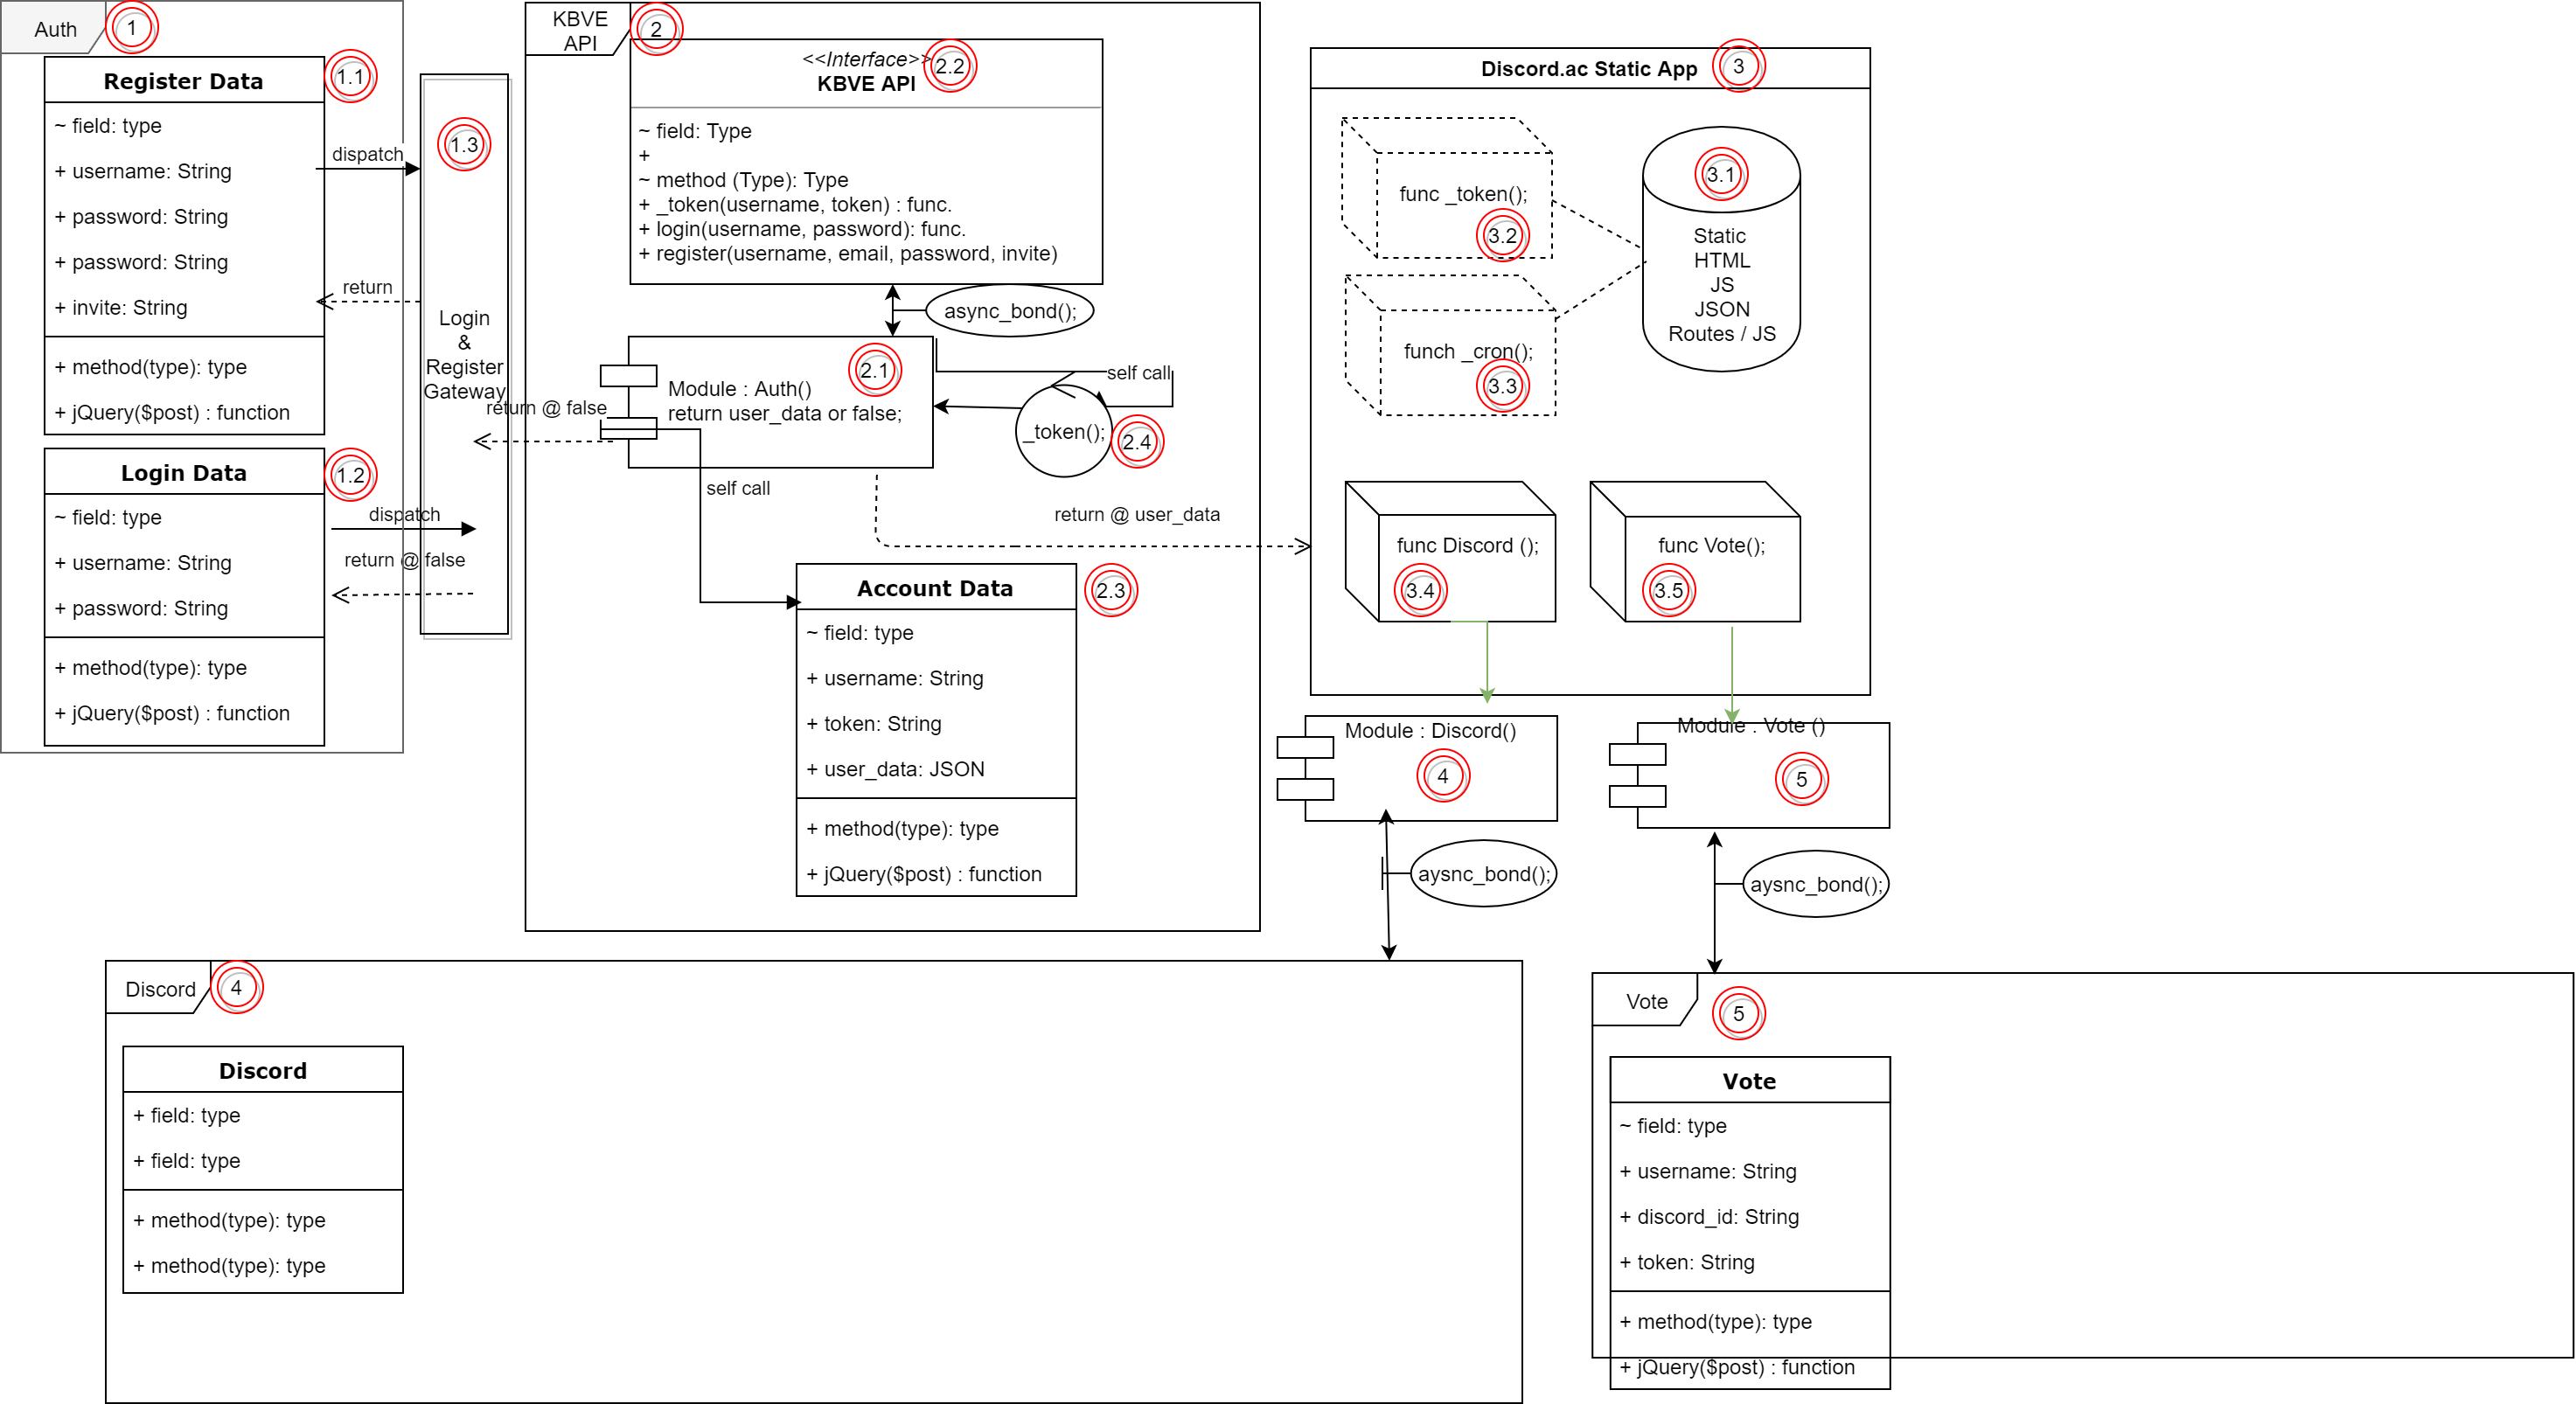 Auth
1
Register Data
1.1
~ field: type
+ username: String
+ password: String
+ password: String
+ invite: String
+ method(type): type
+ jQuery($post) : function
dispatch
return
Login Data
1.2
~ field: type
+ username: String
+ password: String
+ method(type): type
+ jQuery($post) : function
dispatch
return @ false
1.3
Login
&
Register
Gateway
return @ false
KBVE
API
2
<<Interface>>
2.2
KBVE API
~ field: Type
+
~ method (Type): Type
+ _token(username, token) : func.
+ login(username, password): func.
+ register(username, email, password, invite)
async_bond();
2.1
Module : Auth()
return user_data or false;
self call
_token();
2.4
self call
return @ user_data
Account Data
2.3
~ field: type
+ username: String
+ token: String
+ user_data: JSON
+ method(type): type
+ jQuery($post) : function
Discord.ac Static App
3
func _token();
3.2
3.1
Static
HTML
JS
JSON
Routes / JS
funch _cron();
3.3
func Discord ();
3.4
func Vote();
3.5
Module : Discord()
4
Module : Vote ()
5
aysnc_bond();
aysnc_bond();
Discord
4
Discord
+ field: type
+ field: type
+ method(type): type
+ method(type): type
Vote
5
Vote
~ field: type
+ username: String
+ discord_id: String
+ token: String
+ method(type): type
+ jQuery($post) : function